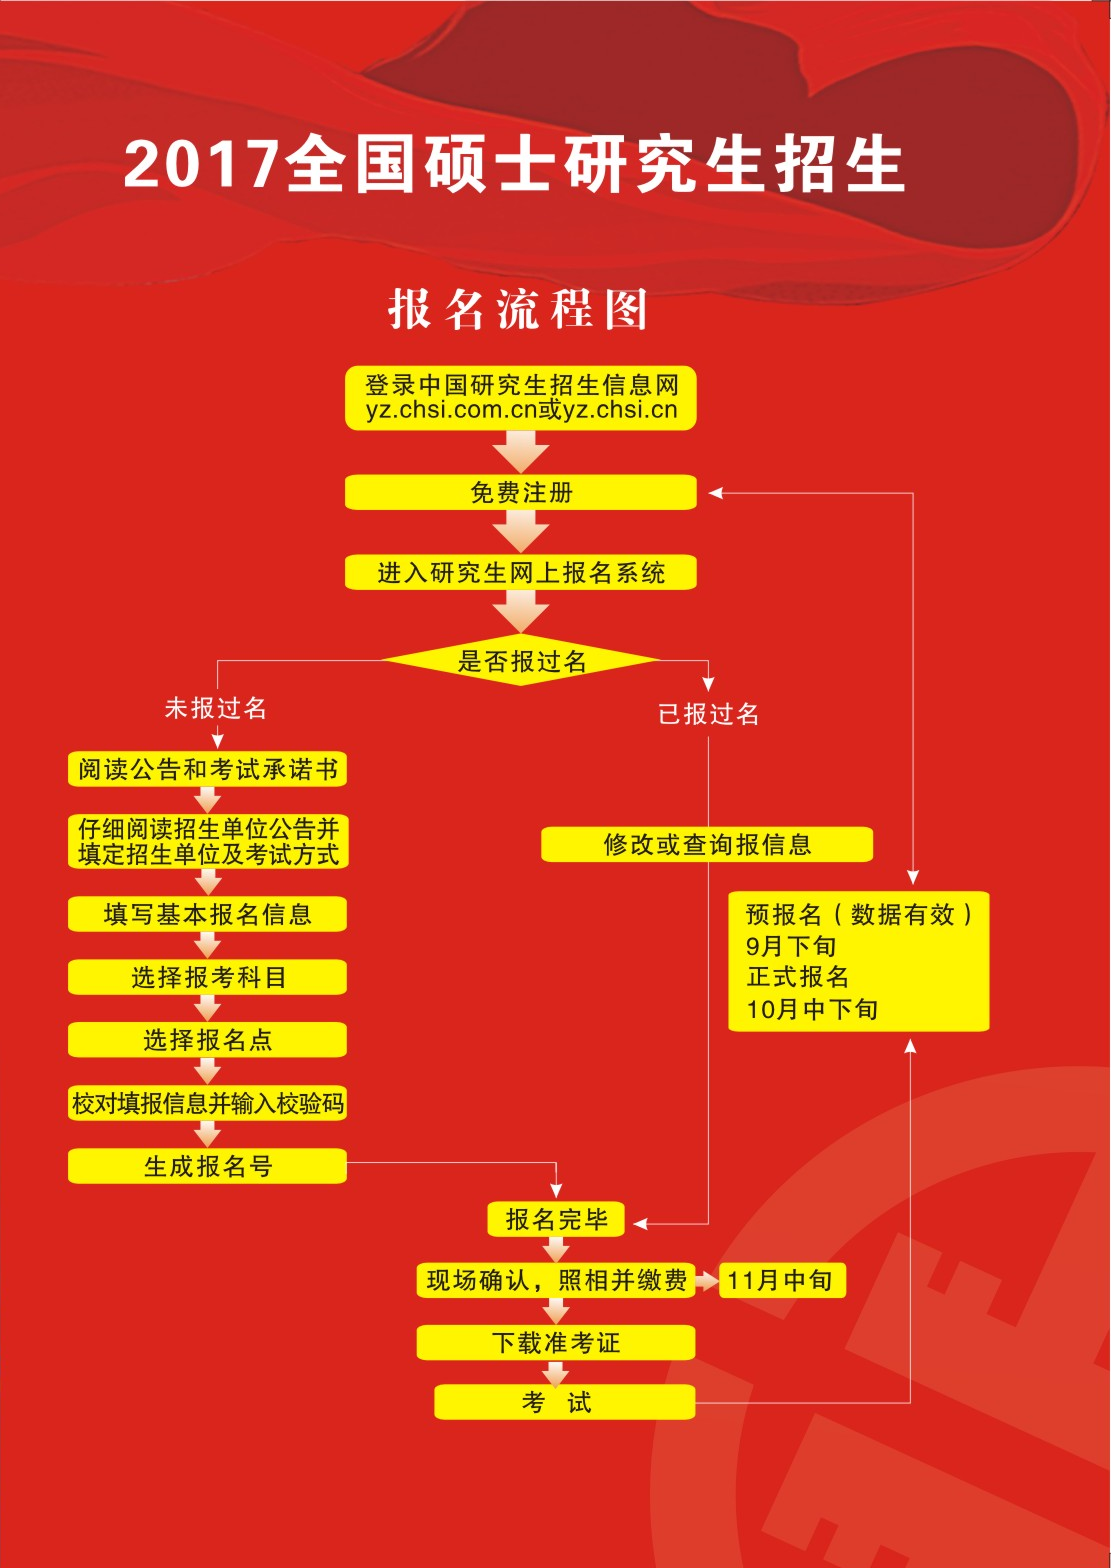 2017全国硕士研究生招生
报名流程图
登录中国研究生招生信息网
yz.chsi.com.cn或yz.chsi.cn
免费注册
进入研究生网上报名系统
是否报过名
未报过名
已报过名
阅读公告和考试承诺书
仔细阅读招生单位公告并
填定招生单位及考试方式
修改或查询报信息
填写基本报名信息
预报名（数据有效）
9月下旬
正式报名
10月中下旬
选择报考科目
选择报名点
校对填报信息并输入校验码
生成报名号
报名完毕
现场确认，照相并缴费
11月中旬
下载准考证
考 试